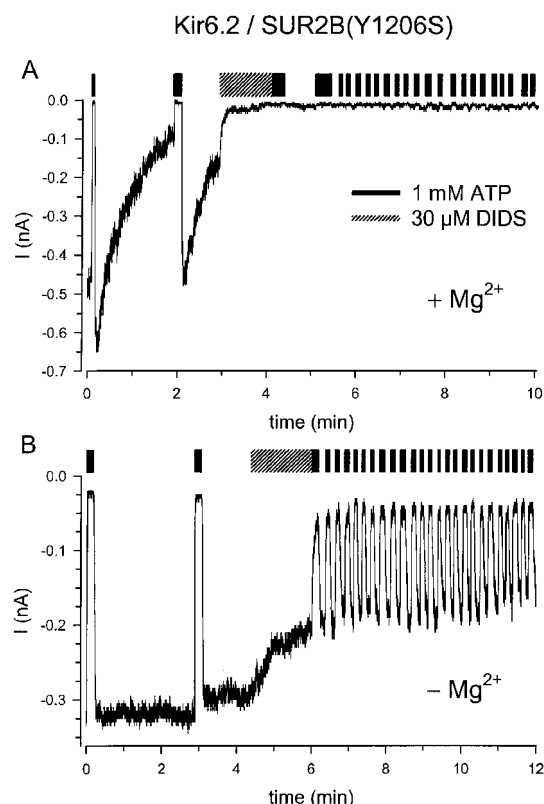 Kir6.2 / SUR2B(Y1206S)
A
0.0
-0.1
-0.2
-0.3
-0.4
-0.5
-0.6
-0.7
I (nA)
1 mM ATP
30 µM DIDS
+ Mg²⁺
0 2 4 6 8 10
time (min)
B
0.0
-0.1
-0.2
-0.3
I (nA)
− Mg²⁺
0 2 4 6 8 10 12
time (min)